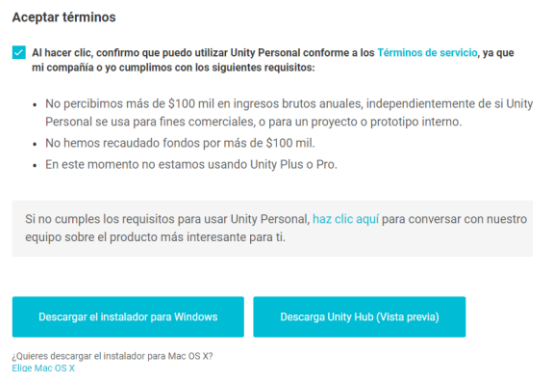 Aceptar términos
Al hacer clic, confirmo que puedo utilizar Unity Personal conforme a los Términos de servicio, ya que
mi compañía o yo cumplimos con los siguientes requisitos:
• No percibimos más de $100 mil en ingresos brutos anuales, independientemente de si Unity
Personal se usa para fines comerciales, o para un proyecto o prototipo interno.
• No hemos recaudado fondos por más de $100 mil.
• En este momento no estamos usando Unity Plus o Pro.
Si no cumples los requisitos para usar Unity Personal, haz clic aquí para conversar con nuestro
equipo sobre el producto más interesante para ti.
Descargar el instalador para Windows
Descarga Unity Hub (Vista previa)
¿Quieres descargar el instalador para Mac OS X?
Elige Mac OS X